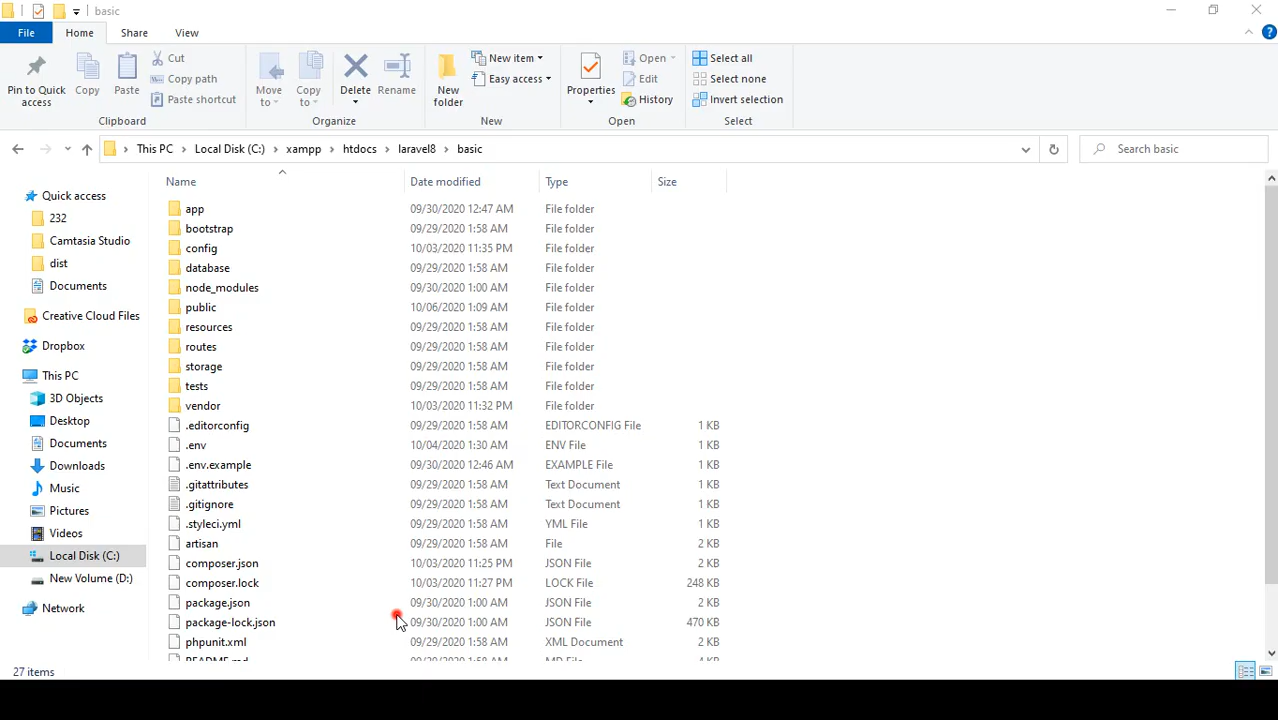 basic
File Home Share View
Pin to Quick access
Copy
Paste
Cut
Copy path
Paste shortcut
Clipboard
Move to
Copy to
Delete
Rename
Organize
New folder
New item
Easy access
New
Properties
Open
Edit
History
Open
Select all
Select none
Invert selection
Select
This PC Local Disk (C:) xampp htdocs laravel8 basic
Search basic
Quick access
232
Camtasia Studio
dist
Documents
Creative Cloud Files
Dropbox
This PC
3D Objects
Desktop
Documents
Downloads
Music
Pictures
Videos
Local Disk (C:)
New Volume (D:)
Network
Name Date modified Type Size
app 09/30/2020 12:47 AM File folder
bootstrap 09/29/2020 1:58 AM File folder
config 10/03/2020 11:35 PM File folder
database 09/29/2020 1:58 AM File folder
node_modules 09/30/2020 1:00 AM File folder
public 10/06/2020 1:09 AM File folder
resources 09/29/2020 1:58 AM File folder
routes 09/29/2020 1:58 AM File folder
storage 09/29/2020 1:58 AM File folder
tests 09/29/2020 1:58 AM File folder
vendor 10/03/2020 11:32 PM File folder
.editorconfig 09/29/2020 1:58 AM EDITORCONFIG File 1 KB
.env 10/04/2020 1:30 AM ENV File 1 KB
.env.example 09/30/2020 12:46 AM EXAMPLE File 1 KB
.gitattributes 09/29/2020 1:58 AM Text Document 1 KB
.gitignore 09/29/2020 1:58 AM Text Document 1 KB
.styleci.yml 09/29/2020 1:58 AM YML File 1 KB
artisan 09/29/2020 1:58 AM File 2 KB
composer.json 10/03/2020 11:25 PM JSON File 2 KB
composer.lock 10/03/2020 11:27 PM LOCK File 248 KB
package.json 09/30/2020 1:00 AM JSON File 2 KB
package-lock.json 09/30/2020 1:00 AM JSON File 470 KB
phpunit.xml 09/29/2020 1:58 AM XML Document 2 KB
27 items